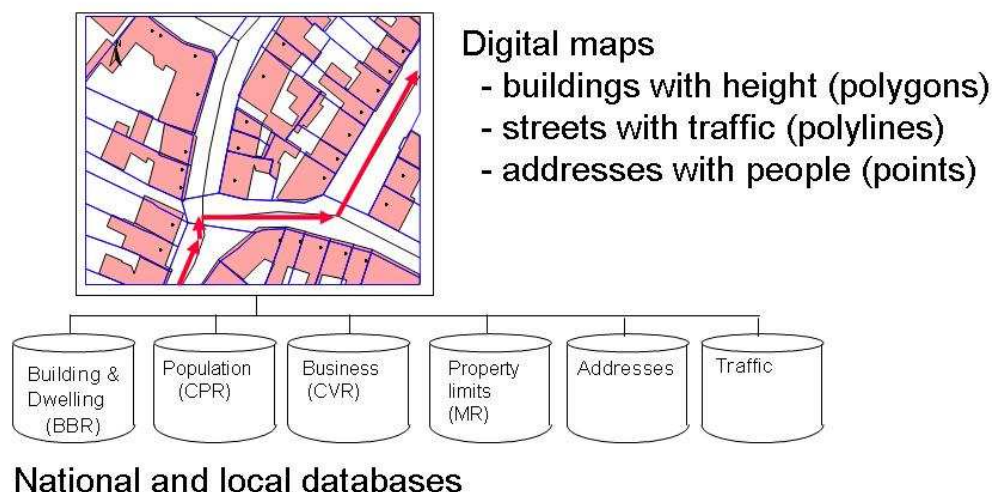 N
Digital maps
- buildings with height (polygons)
- streets with traffic (polylines)
- addresses with people (points)
Building &
Dwelling
(BBR)
Population
(CPR)
Business
(CVR)
Property
limits
(MR)
Addresses
Traffic
National and local databases